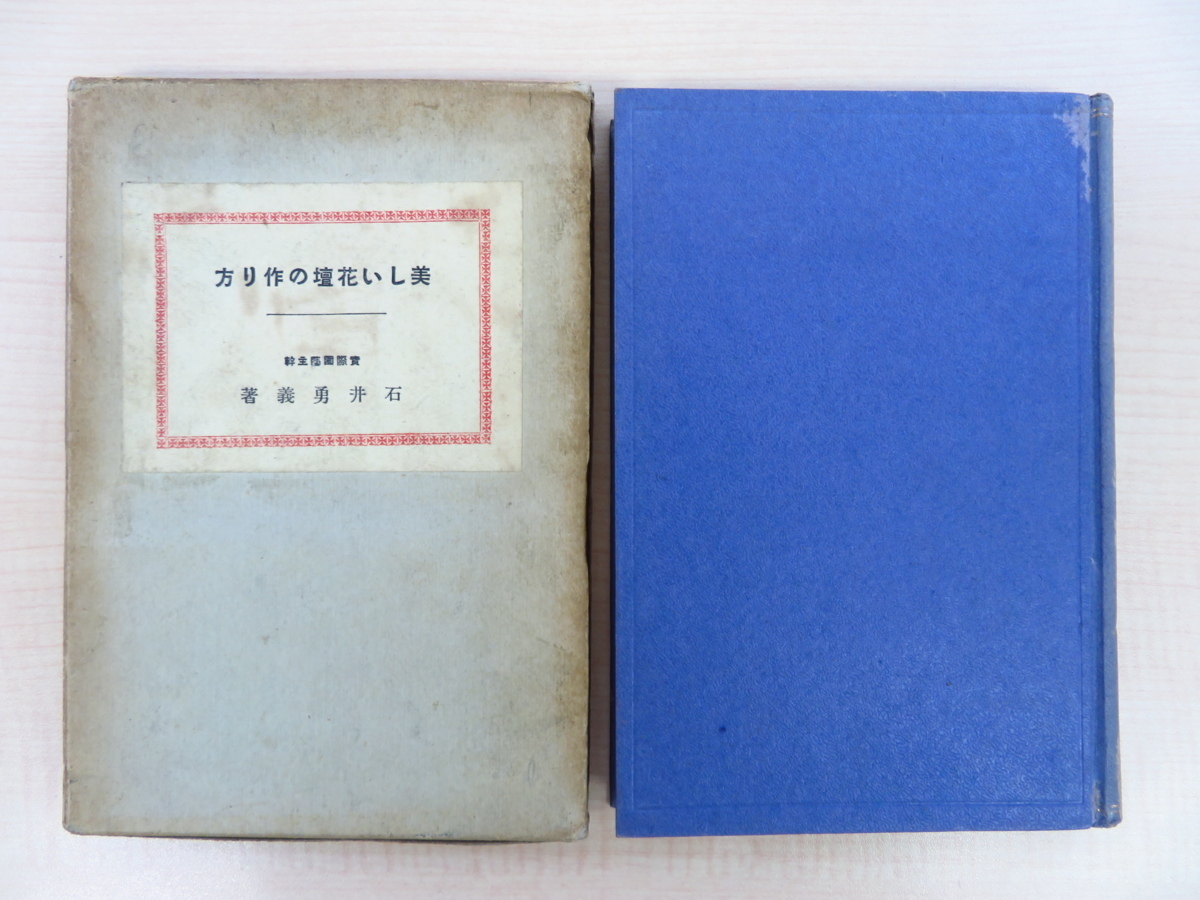 美しい花壇の作り方
實際園藝主幹
石井勇義著